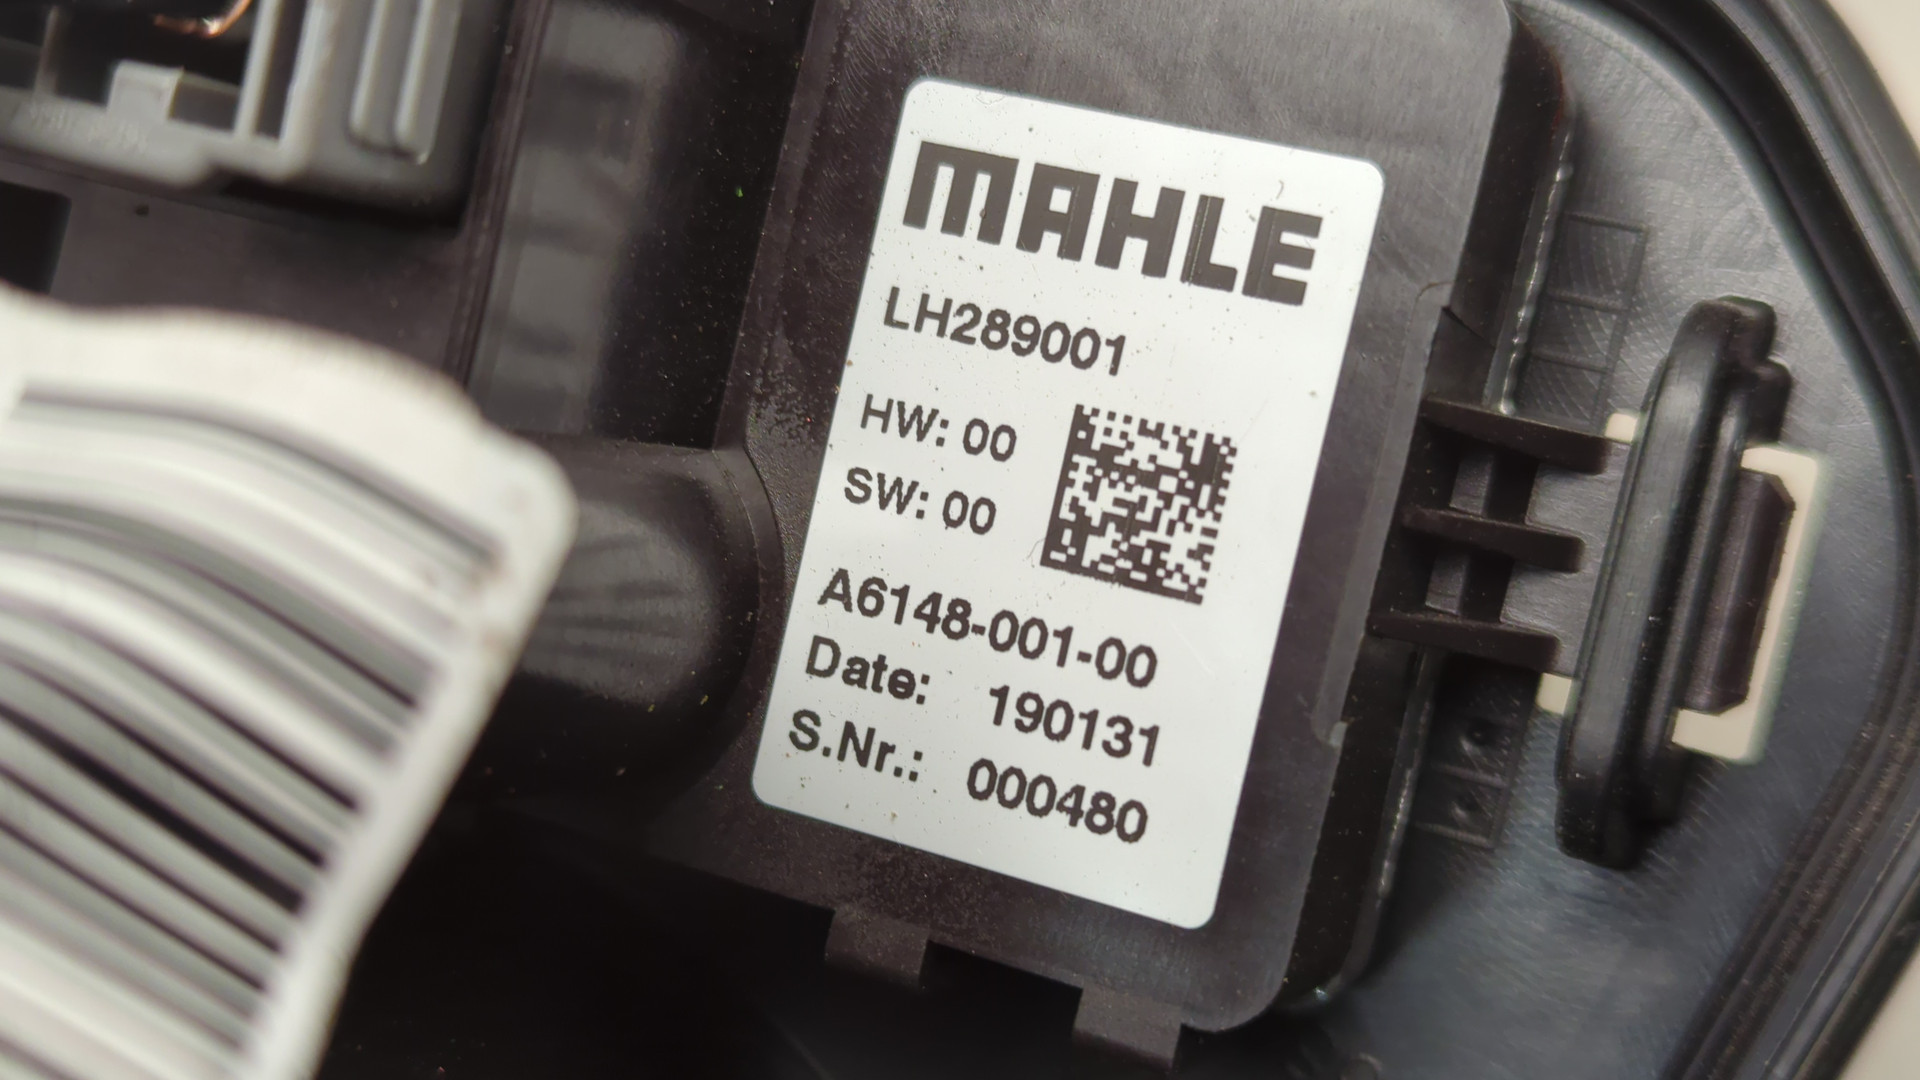 MAHLE
LH289001
HW: 00
SW: 00
A6148-001-00
Date: 190131
S.Nr.: 000480